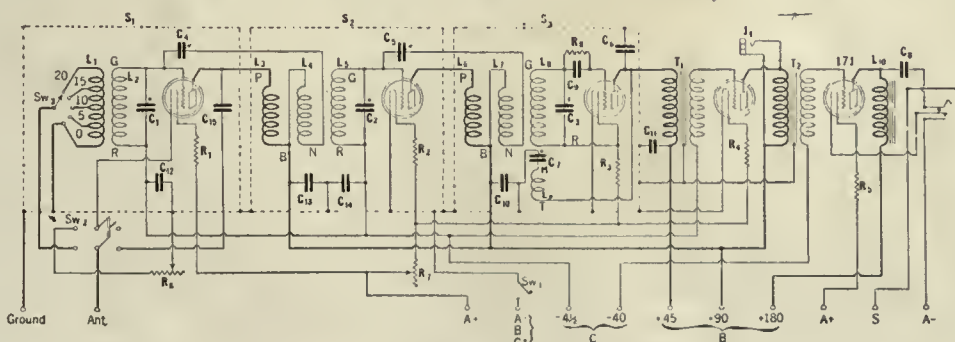 S1 S2 S3
C4 C5 C6 J1
L1 L2 G L3 L4 L5 G L6 L7 L8 G R8 T1 T2 171 L10 C8
20 15 P P C9
Sw3 10 C1 C15 C2 C3
5
0 R R1 B N R R2 B N R R3 C11 R4
C12 C13 C14 C10 C7 M R5
Sw2
R6 R7 Sw1
Ground Ant. A+ A- -4½ -40 +45 +90 +180 A+ S A-
B C B
C+